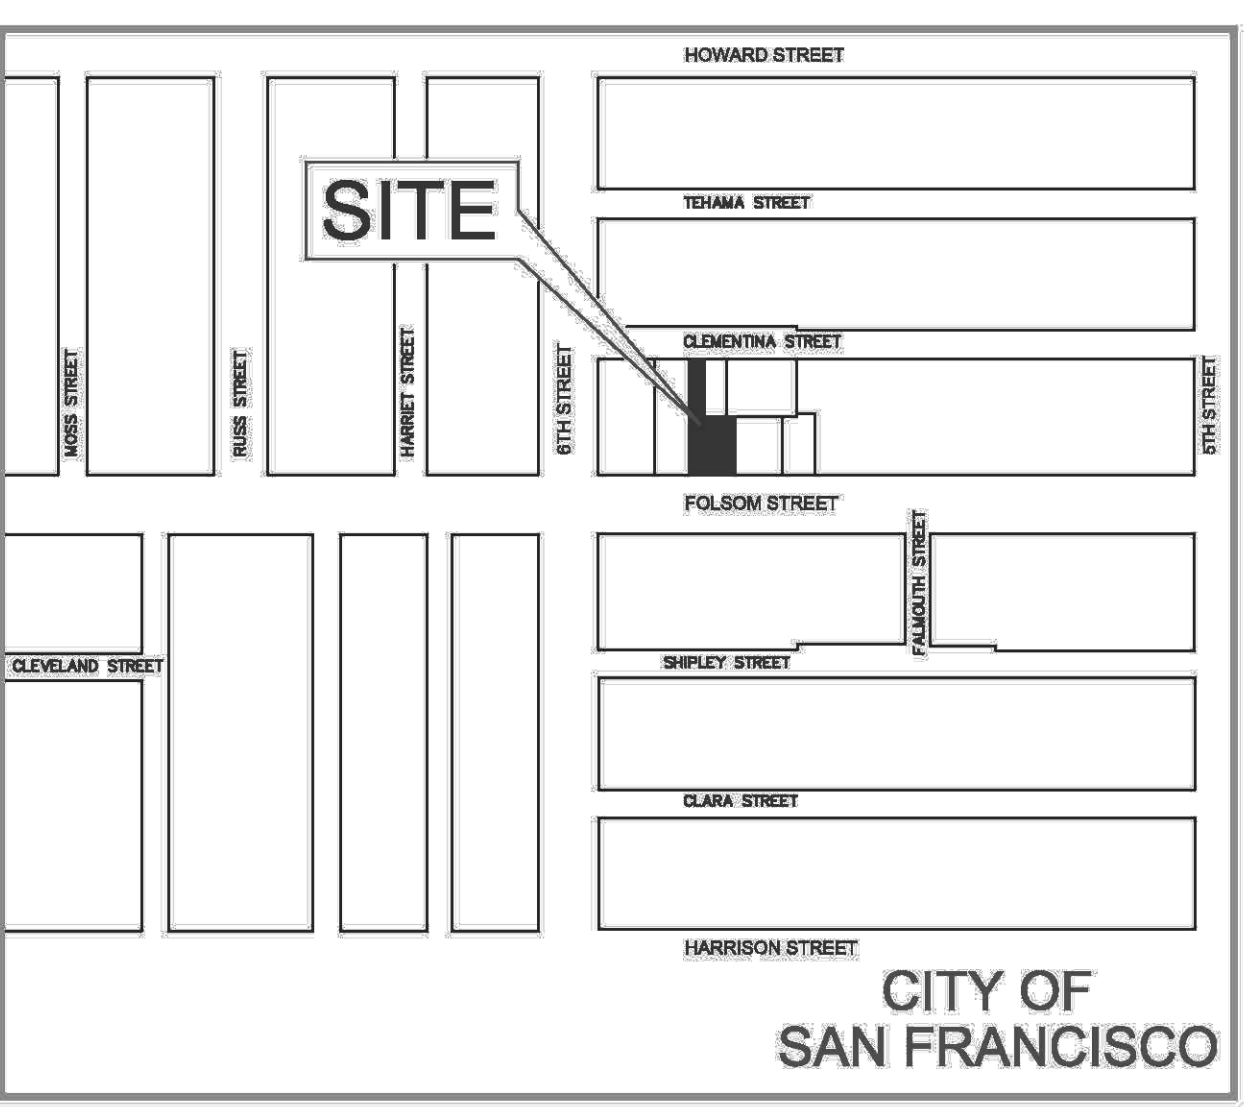 HOWARD STREET
TEHAMA STREET
SITE
CLEMENTINA STREET
MOSS STREET
RUSS STREET
HARRIET STREET
6TH STREET
5TH STREET
FOLSOM STREET
FALMOUTH STREET
CLEVELAND STREET
SHIPLEY STREET
CLARA STREET
HARRISON STREET
CITY OF
SAN FRANCISCO